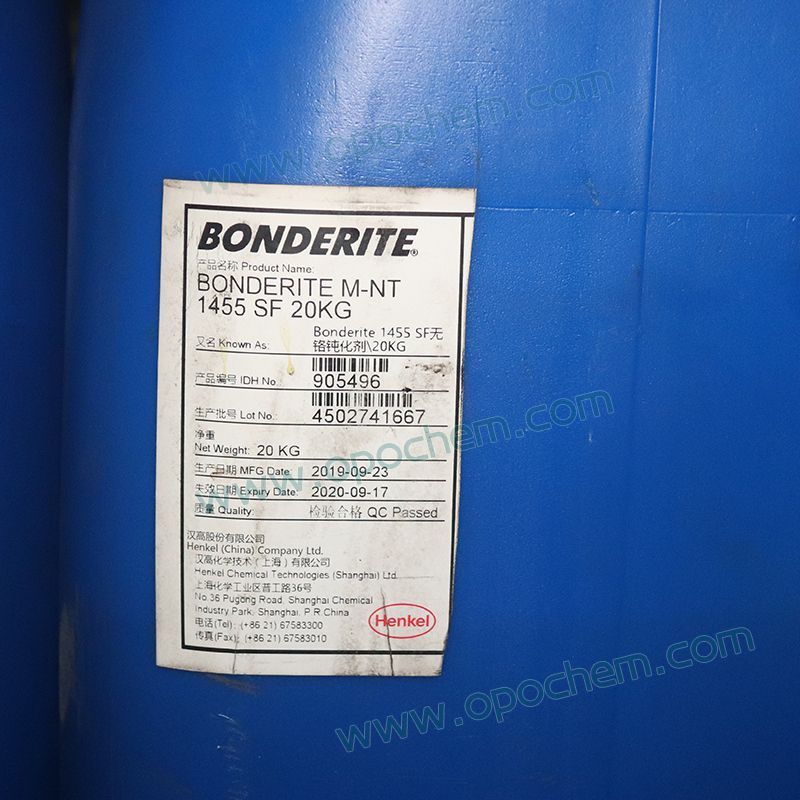 www.opochem.com
BONDERITE®
产品名称 Product Name:
BONDERITE M-NT
1455 SF 20KG
又名 Known As: Bonderite 1455 SF无
铬钝化剂\20KG
产品编号 IDH No.: 905496
生产批号 Lot No.: 4502741667
www.opochem.com
净重
Net Weight: 20 KG
生产日期 MFG Date: 2019-09-23
失效日期 Expiry Date: 2020-09-17
质量 Quality: 检验合格 QC Passed
汉高股份有限公司
Henkel (China) Company Ltd.
汉高化学技术（上海）有限公司
Henkel Chemical Technologies (Shanghai) Ltd.
上海化学工业区普工路36号
No.36 Pugong Road, Shanghai Chemical
Industry Park, Shanghai, P.R.China
电话(Tel): (+86 21) 67583300
传真(Fax): (+86 21) 67583010
Henkel
www.opochem.com